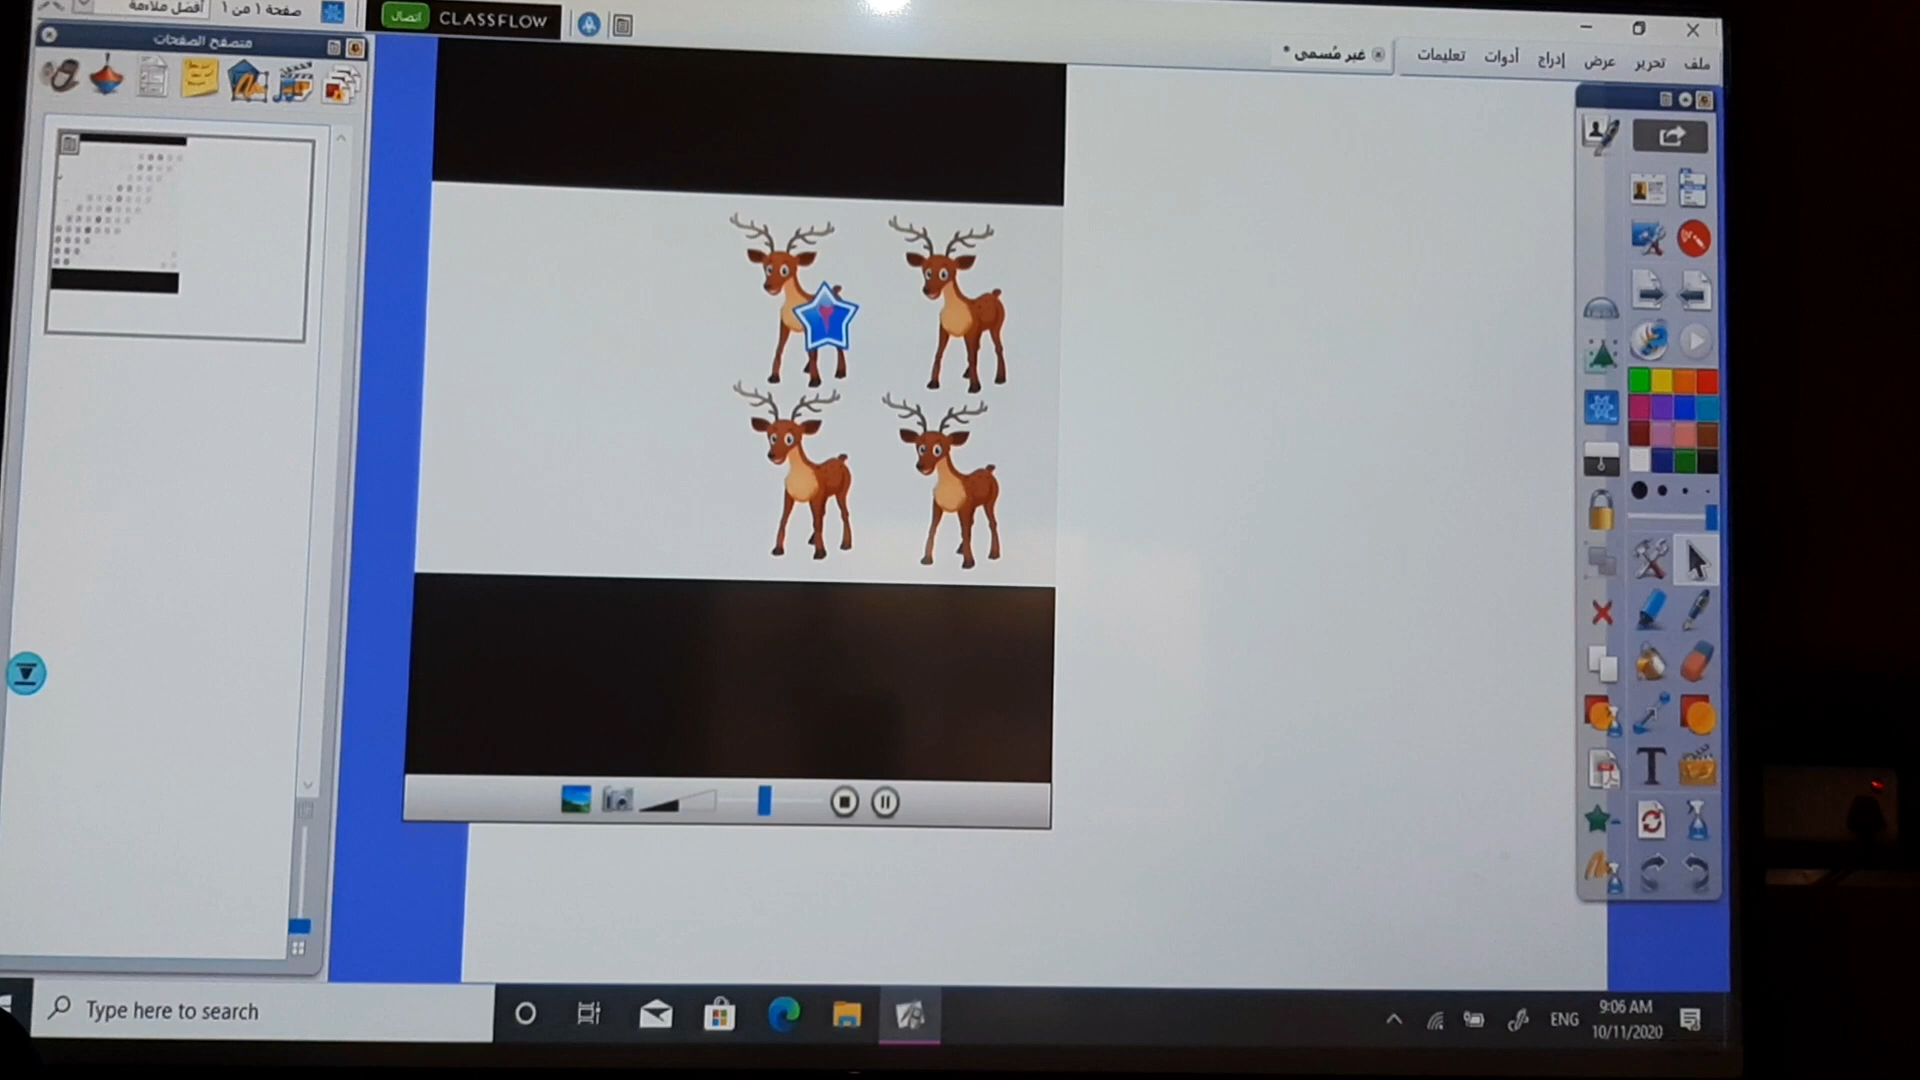 صفحة ١ من ١
أفضل ملاءمة
اتصال
CLASSFLOW
متصفح الصفحات
غير مُسمى *
ملف
تحرير
عرض
إدراج
أدوات
تعليمات
T
Type here to search
ENG
9:06 AM
10/11/2020